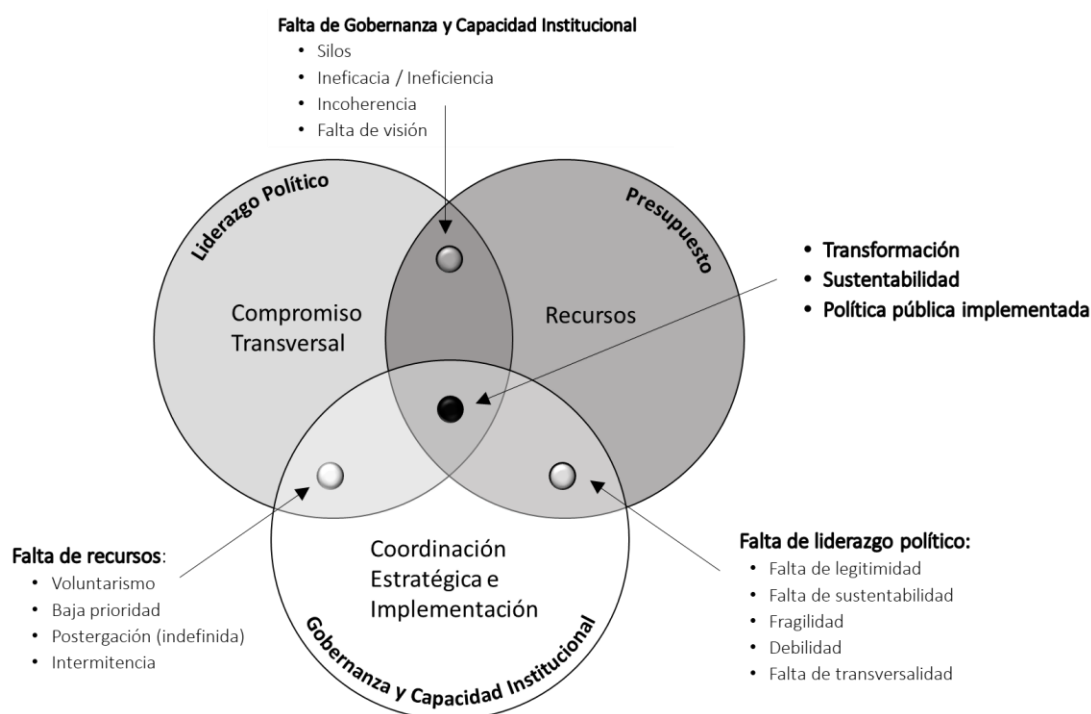 Falta de Gobernanza y Capacidad Institucional
• Silos
• Ineficacia / Ineficiencia
• Incoherencia
• Falta de visión
Liderazgo Político
Presupuesto
Compromiso
Transversal
Recursos
• Transformación
• Sustentabilidad
• Política pública implementada
Falta de recursos:
• Voluntarismo
• Baja prioridad
• Postergación (indefinida)
• Intermitencia
Coordinación
Estratégica e
Implementación
Gobernanza y Capacidad Institucional
Falta de liderazgo político:
• Falta de legitimidad
• Falta de sustentabilidad
• Fragilidad
• Debilidad
• Falta de transversalidad